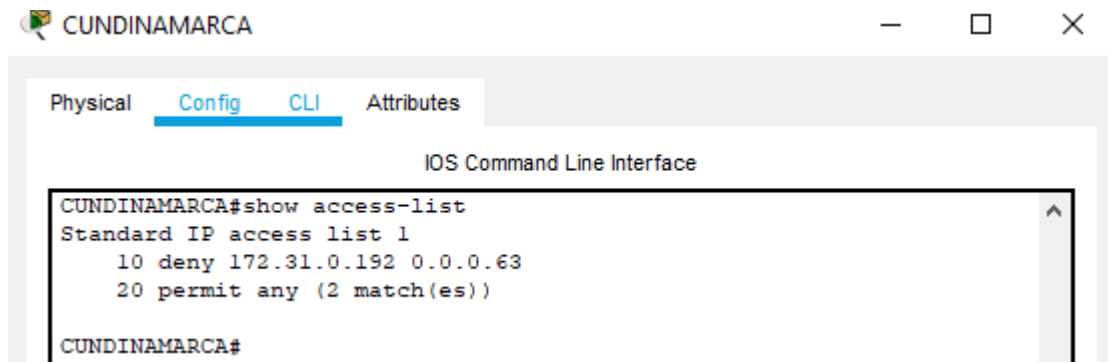 CUNDINAMARCA
Physical Config CLI Attributes
IOS Command Line Interface
CUNDINAMARCA#show access-list
Standard IP access list 1
10 deny 172.31.0.192 0.0.0.63
20 permit any (2 match(es))
CUNDINAMARCA#